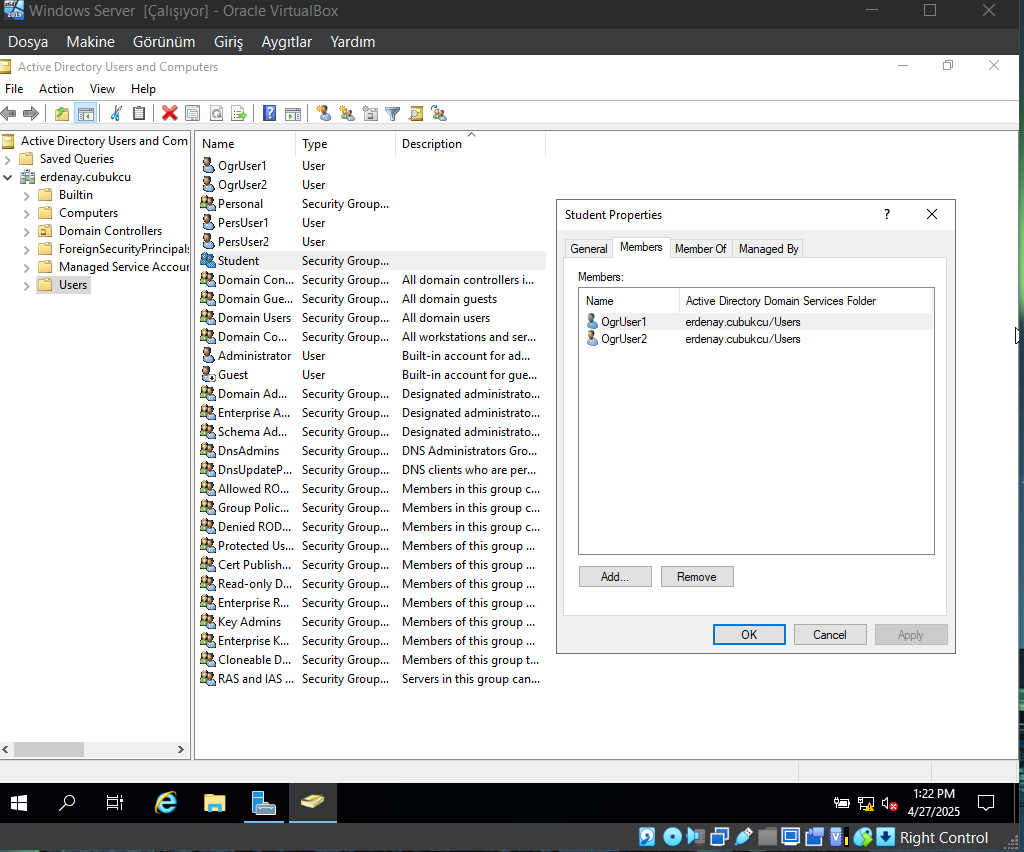 Windows Server [Çalışıyor] - Oracle VirtualBox
Dosya Makine Görünüm Giriş Aygıtlar Yardım
Active Directory Users and Computers
File Action View Help
Active Directory Users and Com
Saved Queries
erdenay.cubukcu
Builtin
Computers
Domain Controllers
ForeignSecurityPrincipals
Managed Service Accour
Users
Name Type Description
OgrUser1 User
OgrUser2 User
Personal Security Group...
PersUser1 User
PersUser2 User
Student Security Group...
Domain Con... Security Group... All domain controllers i...
Domain Gue... Security Group... All domain guests
Domain Users Security Group... All domain users
Domain Co... Security Group... All workstations and ser...
Administrator User Built-in account for ad...
Guest User Built-in account for gue...
Domain Ad... Security Group... Designated administrato...
Enterprise A... Security Group... Designated administrato...
Schema Ad... Security Group... Designated administrato...
DnsAdmins Security Group... DNS Administrators Gro...
DnsUpdateP... Security Group... DNS clients who are per...
Allowed RO... Security Group... Members in this group c...
Group Polic... Security Group... Members in this group c...
Denied ROD... Security Group... Members in this group c...
Protected Us... Security Group... Members of this group ...
Cert Publish... Security Group... Members of this group ...
Read-only D... Security Group... Members of this group ...
Enterprise R... Security Group... Members of this group ...
Key Admins Security Group... Members of this group ...
Enterprise K... Security Group... Members of this group ...
Cloneable D... Security Group... Members of this group t...
RAS and IAS ... Security Group... Servers in this group can...
Student Properties ?
General Members Member Of Managed By
Members:
Name Active Directory Domain Services Folder
OgrUser1 erdenay.cubukcu/Users
OgrUser2 erdenay.cubukcu/Users
Add... Remove
OK Cancel Apply
1:22 PM
4/27/2025
Right Control